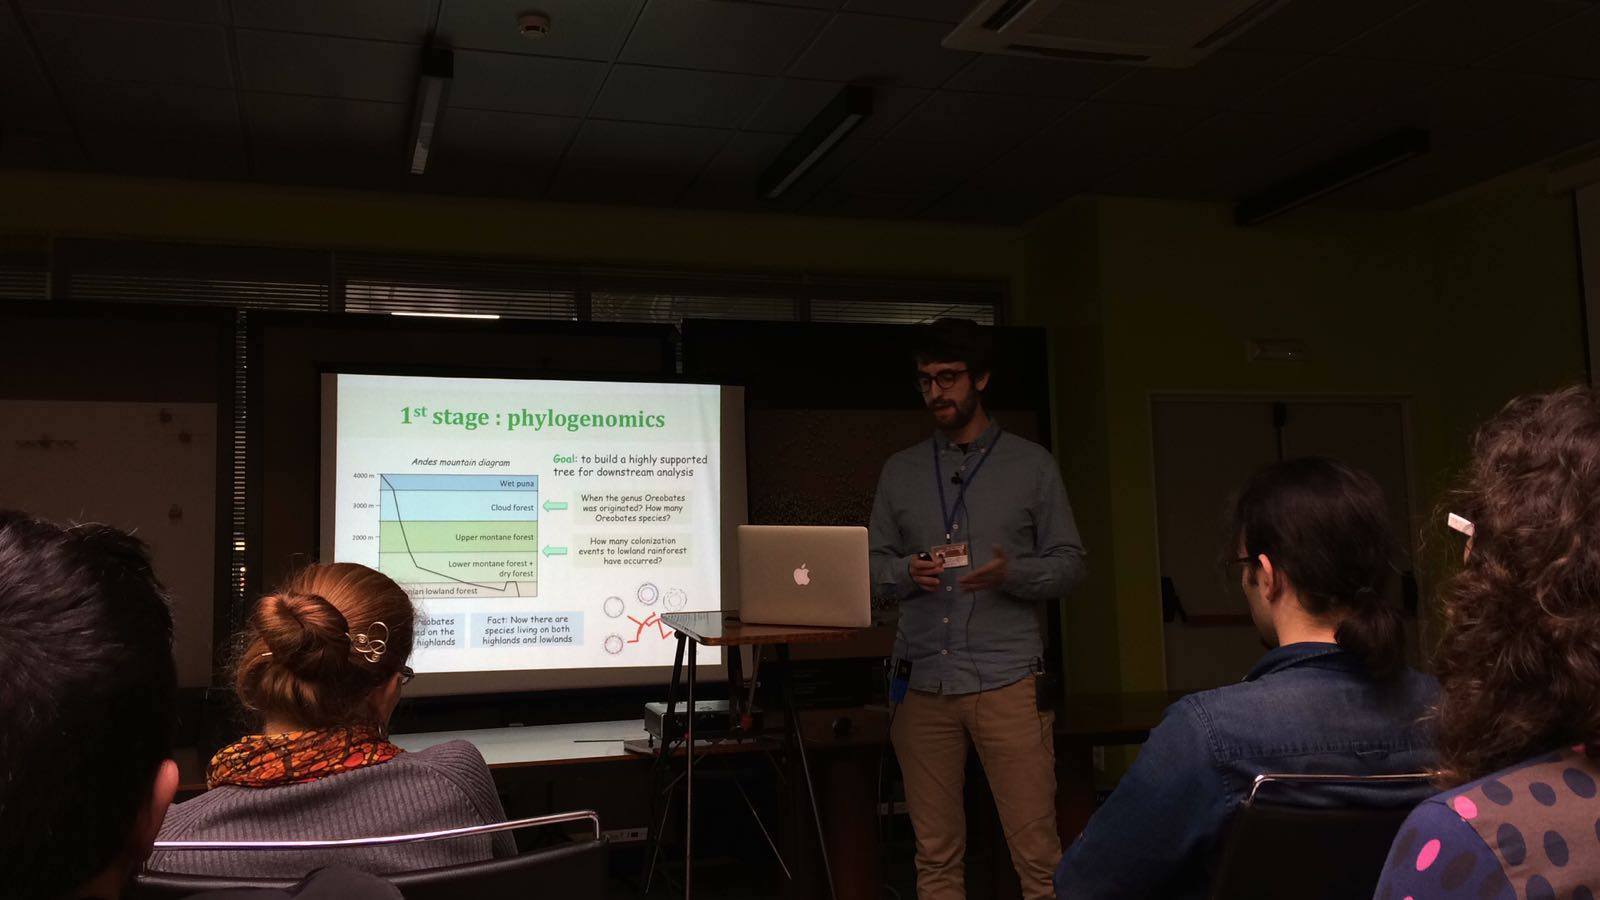 1st stage : phylogenomics
Andes mountain diagram
4000 m
3000 m
2000 m
Wet puna
Cloud forest
Upper montane forest
Lower montane forest +
dry forest
lowland forest
Goal: to build a highly supported
tree for downstream analysis
When the genus Oreobates
was originated? How many
Oreobates species?
How many colonization
events to lowland rainforest
have occurred?
on the
highlands
Fact: Now there are
species living on both
highlands and lowlands